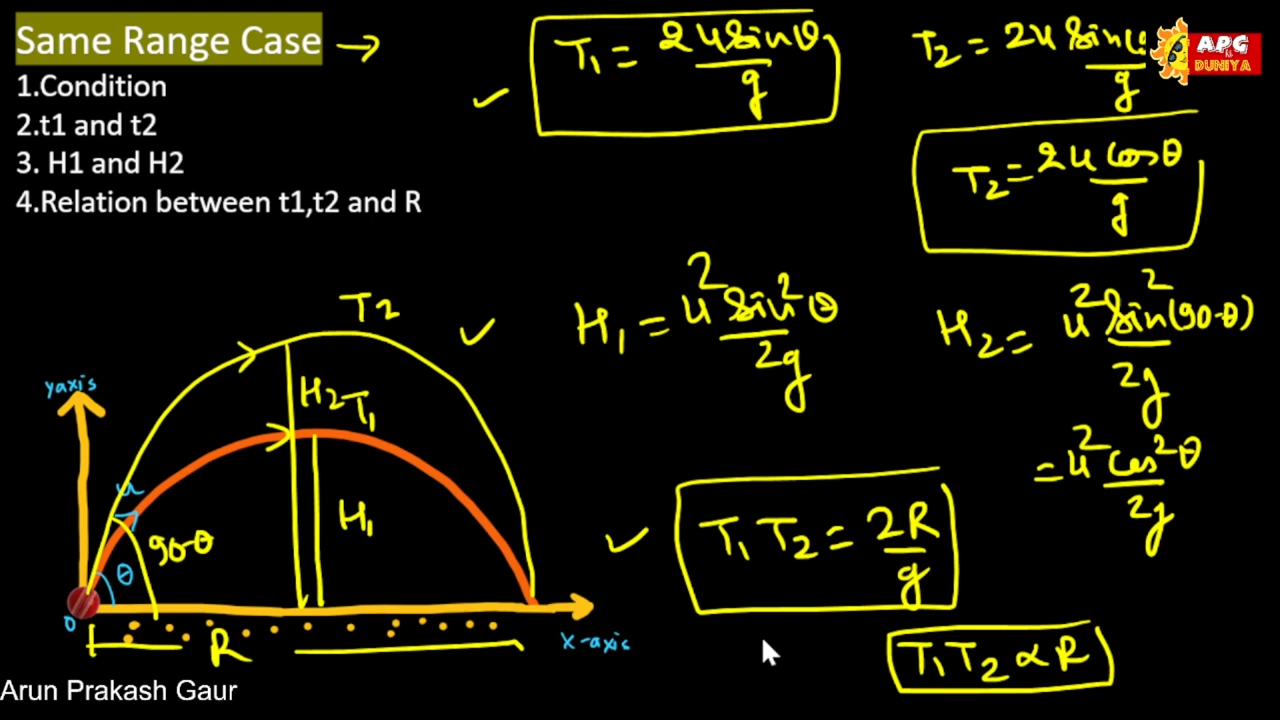 Same Range Case →
1.Condition
2.t1 and t2
3. H1 and H2
4.Relation between t1,t2 and R
✓ T₁ = 2u sinθ / g
T₂ = 2u sin / g
APG
DUNIYA
T₂ = 2u cosθ / g
✓ H₁ = u² sin²θ / 2g
H₂ = u² sin²(90-θ) / 2g
= u² cos²θ / 2g
✓ T₁ T₂ = 2R / g
T₁ T₂ ∝ R
T2
yaxis
H₂ T₁
u
H₁
90-θ
θ
0
R
x-axis
Arun Prakash Gaur